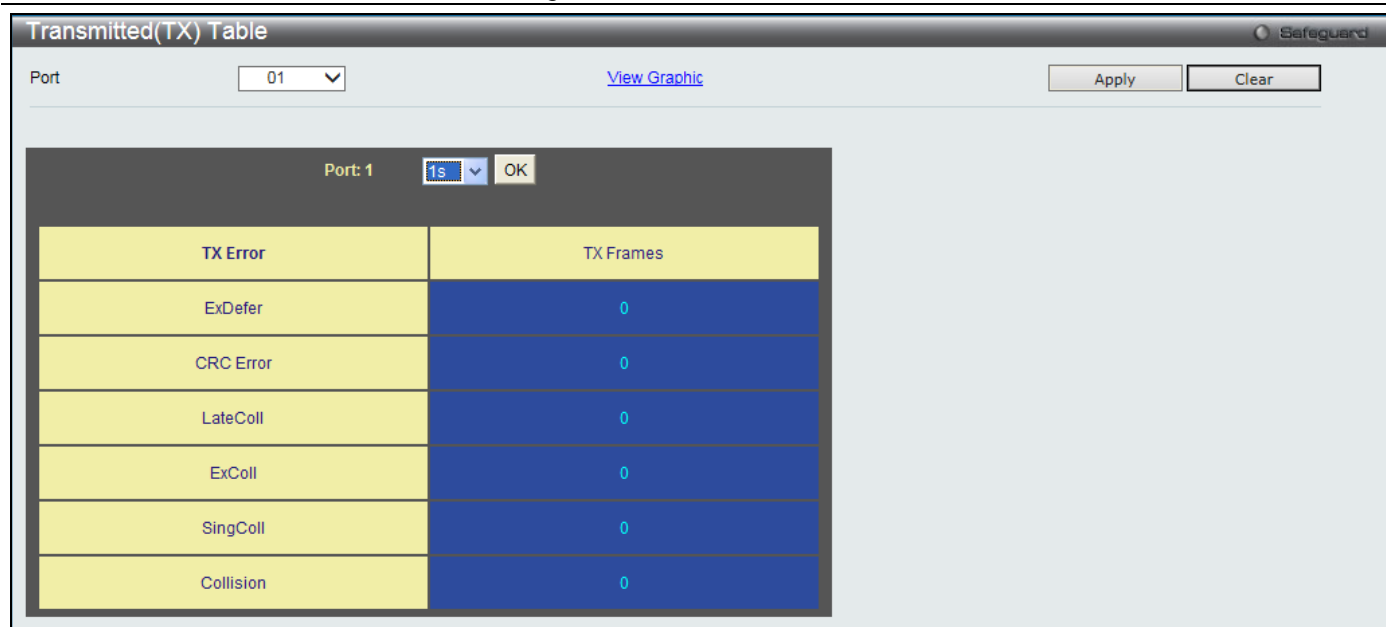 Transmitted(TX) Table
Safeguard
Port 01 View Graphic Apply Clear
Port: 1 1s OK
TX Error TX Frames
ExDefer 0
CRC Error 0
LateColl 0
ExColl 0
SingColl 0
Collision 0